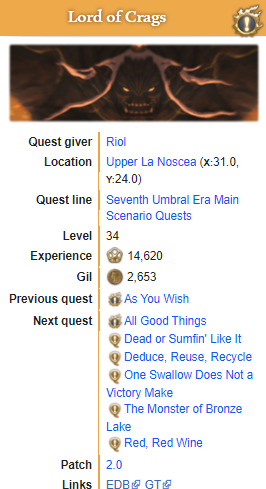 Lord of Crags
Quest giver Riol
Location Upper La Noscea (X:31.0,
Y:24.0)
Quest line Seventh Umbral Era Main
Scenario Quests
Level 34
Experience 14,620
Gil 2,653
Previous quest As You Wish
Next quest All Good Things
Dead or Sumfin' Like It
Deduce, Reuse, Recycle
One Swallow Does Not a
Victory Make
The Monster of Bronze
Lake
Red, Red Wine
Patch 2.0
Links EDB GT